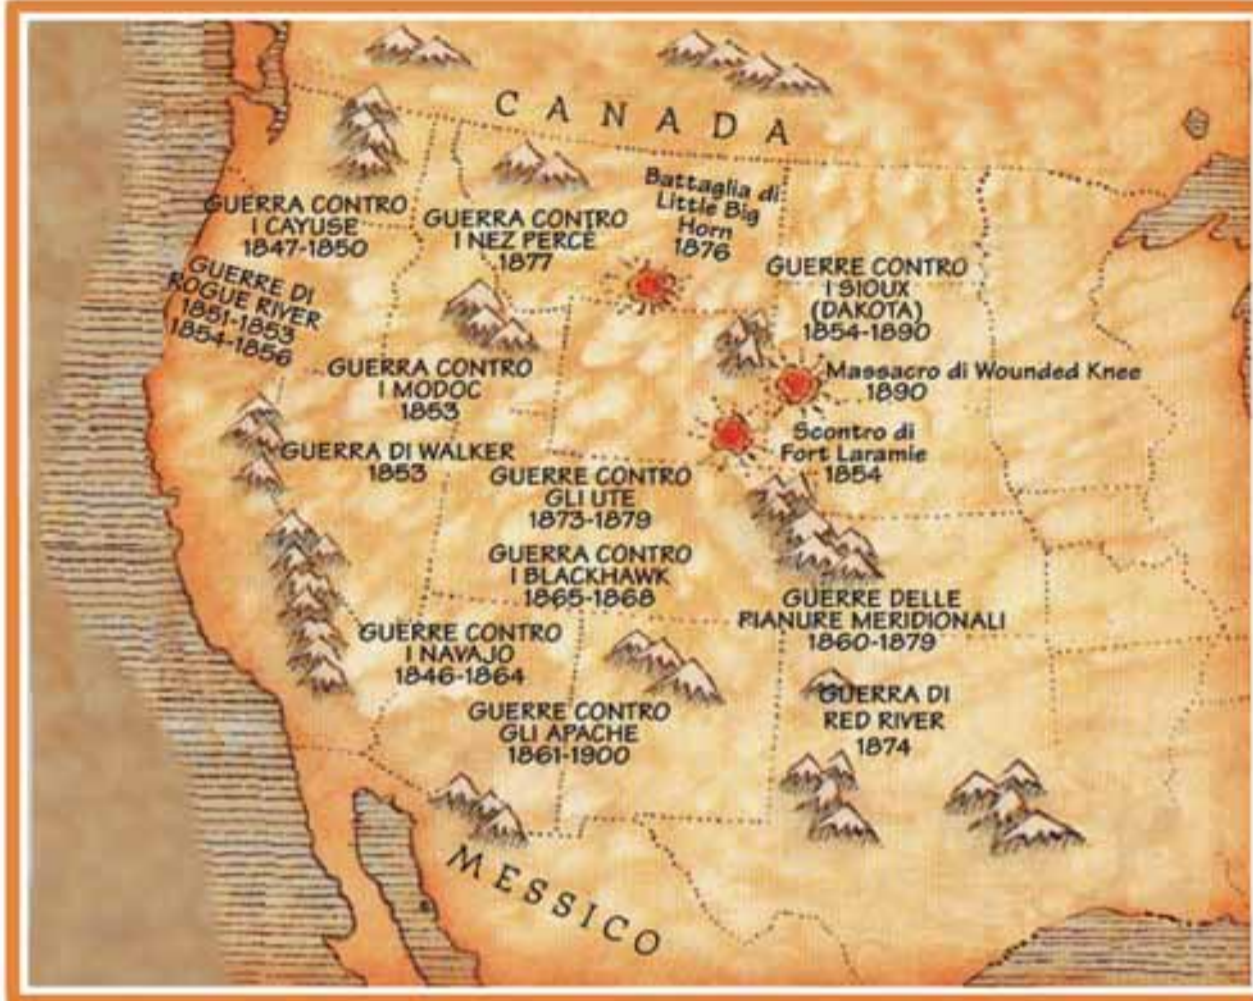 CANADA
Battaglia di
Little Big
Horn
1876
GUERRA CONTRO
I CAYUSE
1847-1850
GUERRA CONTRO
I NEZ PERCÉ
1877
GUERRE CONTRO
I SIOUX
(DAKOTA)
1854-1890
GUERRE DI
ROGUE RIVER
1851-1853
1854-1856
GUERRA CONTRO
I MODOC
1853
Massacro di Wounded Knee
1890
GUERRA DI WALKER
1853
Scontro di
Fort Laramie
1854
GUERRE CONTRO
GLI UTE
1873-1879
GUERRA CONTRO
I BLACKHAWK
1865-1868
GUERRE DELLE
PIANURE MERIDIONALI
1860-1879
GUERRE CONTRO
I NAVAJO
1846-1864
GUERRA DI
RED RIVER
1874
GUERRE CONTRO
GLI APACHE
1861-1900
MESSICO